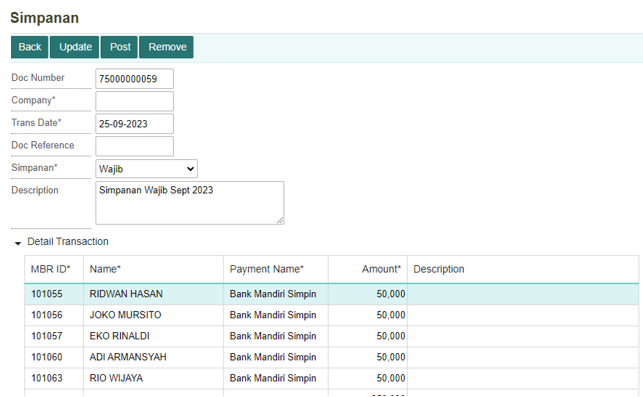 Simpanan
Back Update Post Remove
Doc Number 75000000059
Company*
Trans Date* 25-09-2023
Doc Reference
Simpanan* Wajib
Description Simpanan Wajib Sept 2023
Detail Transaction
MBR ID* Name* Payment Name* Amount* Description
101055 RIDWAN HASAN Bank Mandiri Simpin 50,000
101056 JOKO MURSITO Bank Mandiri Simpin 50,000
101057 EKO RINALDI Bank Mandiri Simpin 50,000
101060 ADI ARMANSYAH Bank Mandiri Simpin 50,000
101063 RIO WIJAYA Bank Mandiri Simpin 50,000